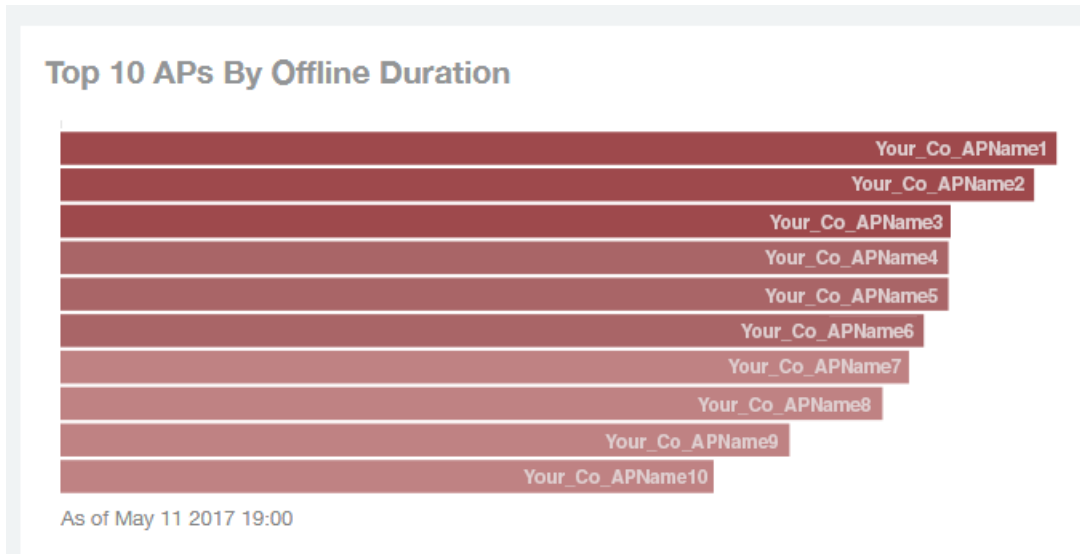 Top 10 APs By Offline Duration
Your_Co_APName1
Your_Co_APName2
Your_Co_APName3
Your_Co_APName4
Your_Co_APName5
Your_Co_APName6
Your_Co_APName7
Your_Co_APName8
Your_Co_APName9
Your_Co_APName10
As of May 11 2017 19:00